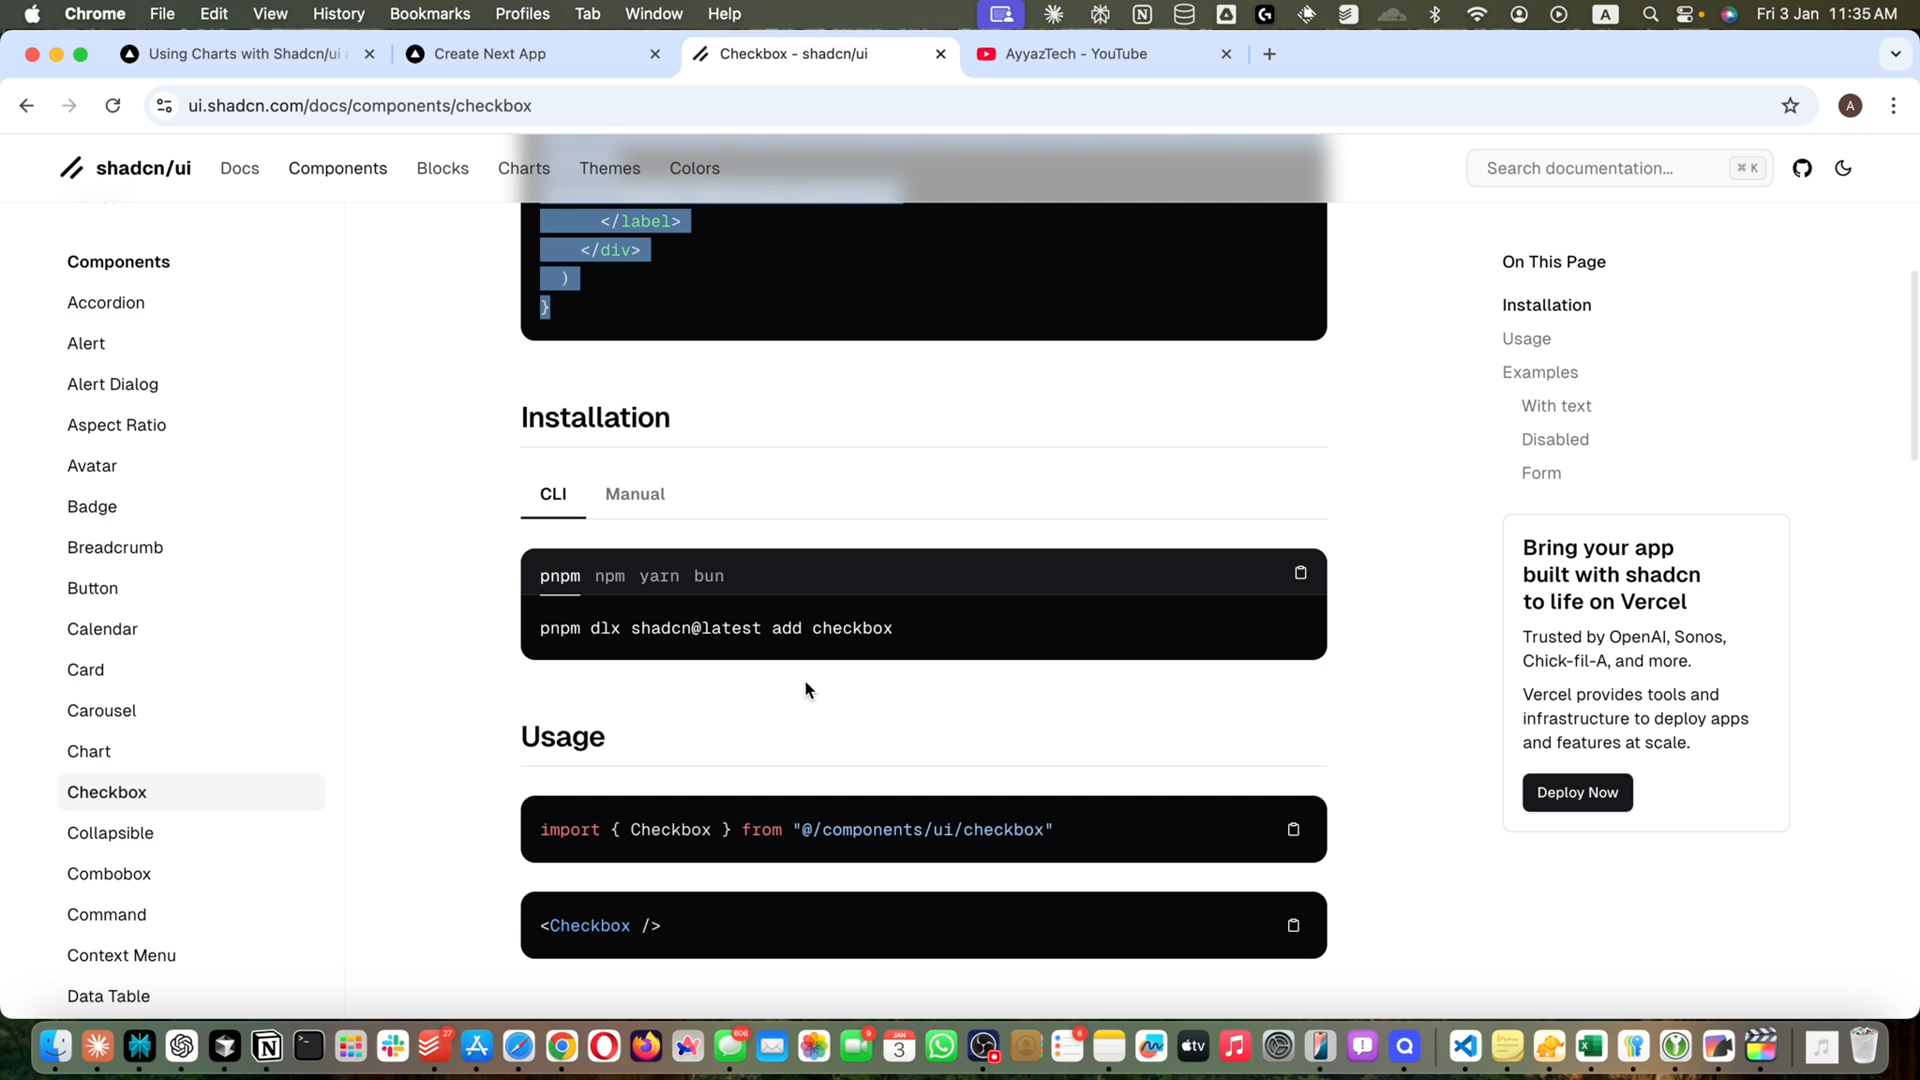 Chrome File Edit View History Bookmarks Profiles Tab Window Help Fri 3 Jan 11:35 AM
Using Charts with Shadcn/ui
Create Next App
Checkbox - shadcn/ui
AyyazTech - YouTube
ui.shadcn.com/docs/components/checkbox
A
shadcn/ui Docs Components Blocks Charts Themes Colors Search documentation... ⌘ K
Components
Accordion
Alert
Alert Dialog
Aspect Ratio
Avatar
Badge
Breadcrumb
Button
Calendar
Card
Carousel
Chart
Checkbox
Collapsible
Combobox
Command
Context Menu
Data Table
</label>
</div>
)
}
Installation
CLI Manual
pnpm npm yarn bun
pnpm dlx shadcn@latest add checkbox
Usage
import { Checkbox } from "@/components/ui/checkbox"
<Checkbox />
On This Page
Installation
Usage
Examples
With text
Disabled
Form
Bring your app
built with shadcn
to life on Vercel
Trusted by OpenAI, Sonos,
Chick-fil-A, and more.
Vercel provides tools and
infrastructure to deploy apps
and features at scale.
Deploy Now
27
606
9
JAN
3
6
tv